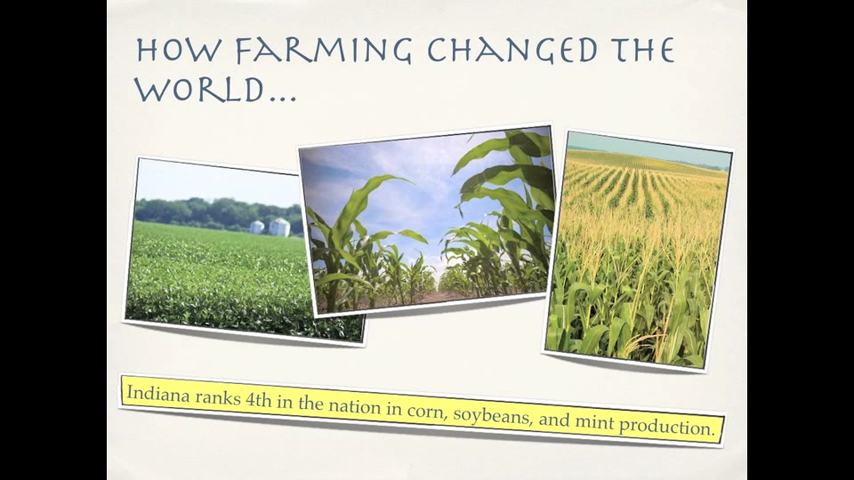 HOW FARMING CHANGED THE
WORLD...
Indiana ranks 4th in the nation in corn, soybeans, and mint production.